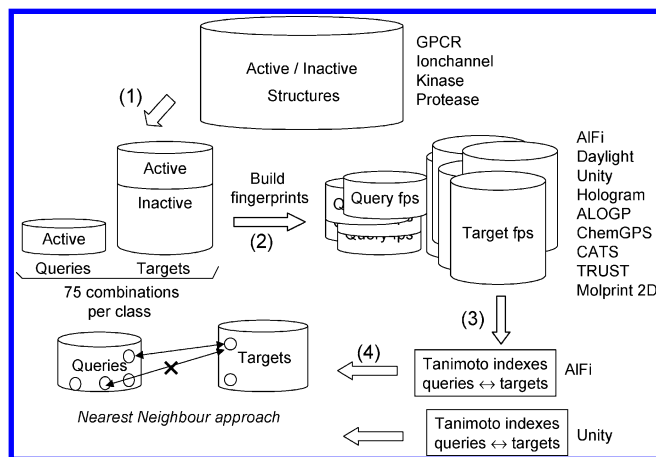 Active / Inactive
Structures
GPCR
Ionchannel
Kinase
Protease
(1)
Active
Inactive
Active
Queries
Targets
75 combinations
per class
Build
fingerprints
(2)
Query fps
Query fps
Target fps
AlFi
Daylight
Unity
Hologram
ALOGP
ChemGPS
CATS
TRUST
Molprint 2D
(3)
Tanimoto indexes
queries ↔ targets
AlFi
(4)
Queries
Targets
Nearest Neighbour approach
Tanimoto indexes
queries ↔ targets
Unity